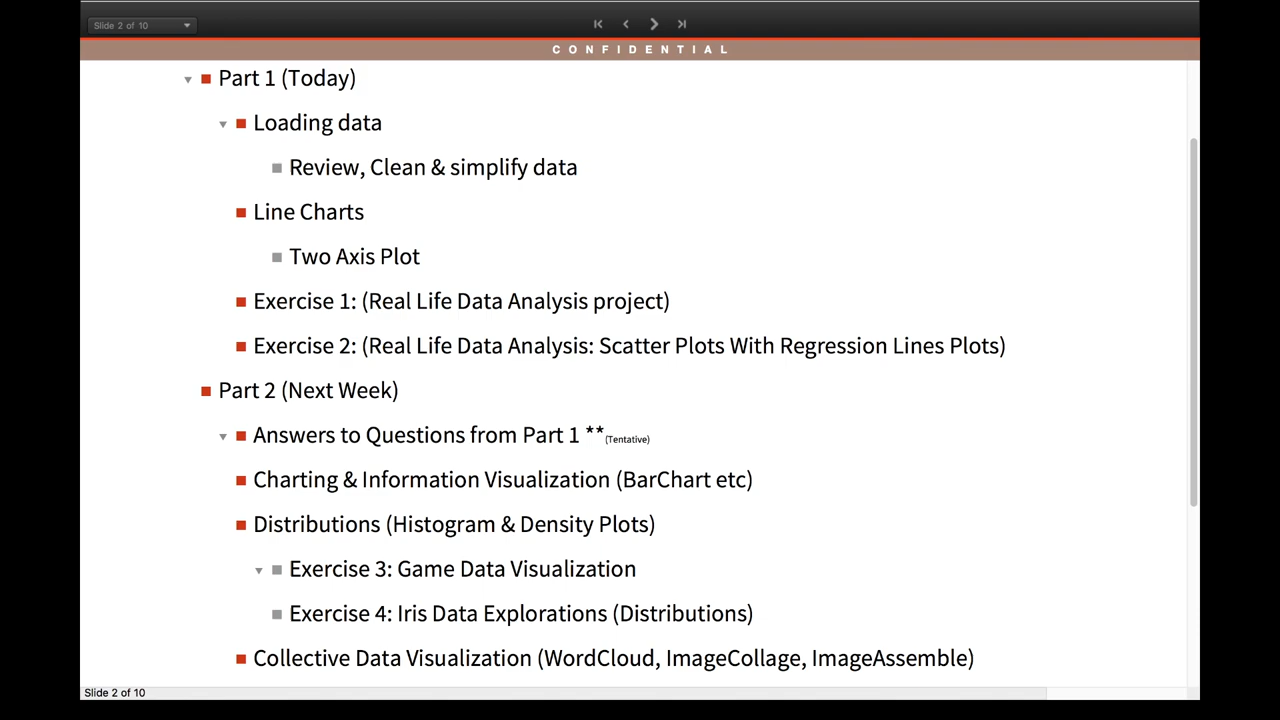 Slide 2 of 10
CONFIDENTIAL
Part 1 (Today)
Loading data
Review, Clean & simplify data
Line Charts
Two Axis Plot
Exercise 1: (Real Life Data Analysis project)
Exercise 2: (Real Life Data Analysis: Scatter Plots With Regression Lines Plots)
Part 2 (Next Week)
Answers to Questions from Part 1 **(Tentative)
Charting & Information Visualization (BarChart etc)
Distributions (Histogram & Density Plots)
Exercise 3: Game Data Visualization
Exercise 4: Iris Data Explorations (Distributions)
Collective Data Visualization (WordCloud, ImageCollage, ImageAssemble)
Slide 2 of 10